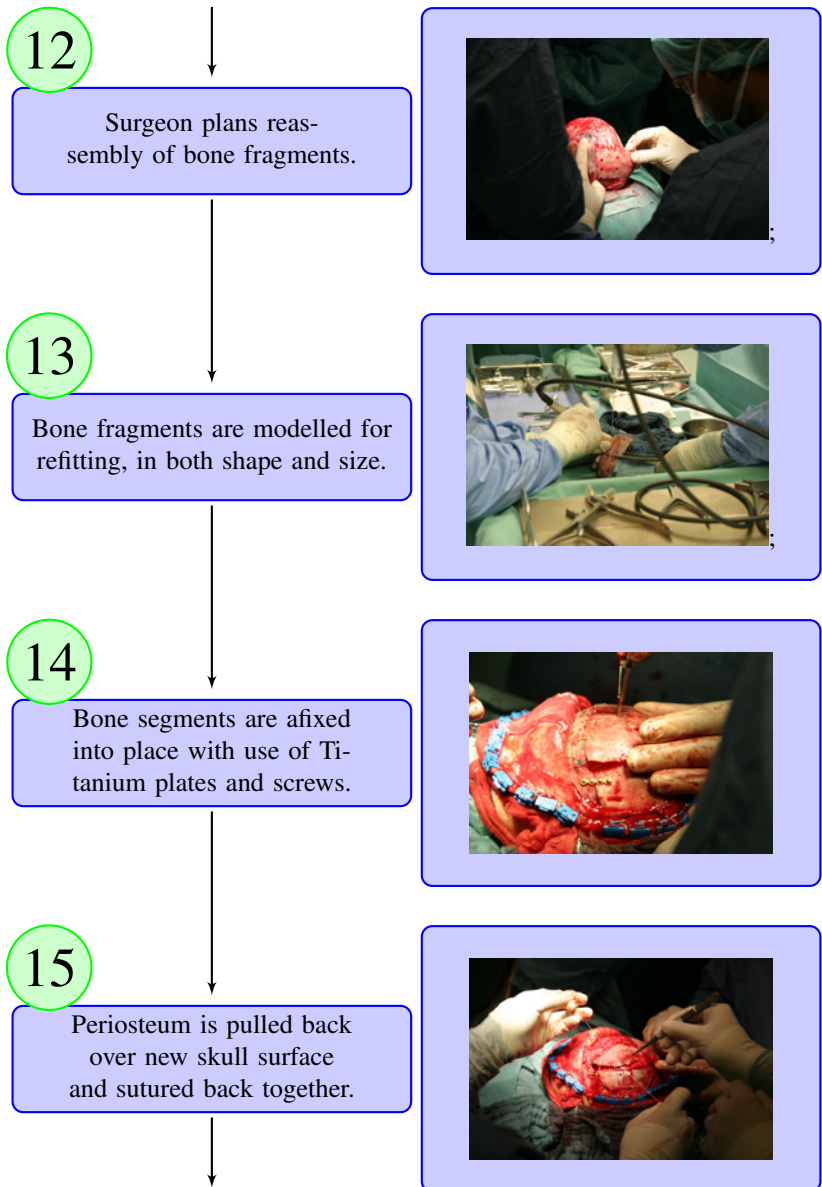 12
Surgeon plans reas-
sembly of bone fragments.
;
13
Bone fragments are modelled for
refitting, in both shape and size.
;
14
Bone segments are afixed
into place with use of Ti-
tanium plates and screws.
15
Periosteum is pulled back
over new skull surface
and sutured back together.